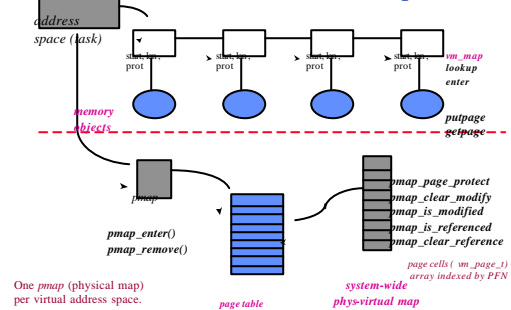 address
space (task)
start, len,
prot
start, len,
prot
start, len,
prot
start, len,
prot
vm_map
lookup
enter
memory
objects
putpage
getpage
pmap
pmap_enter()
pmap_remove()
pmap_page_protect
pmap_clear_modify
pmap_is_modified
pmap_is_referenced
pmap_clear_reference
page cells ( vm_page_t)
array indexed by PFN
One pmap (physical map)
per virtual address space.
page table
system-wide
phys-virtual map